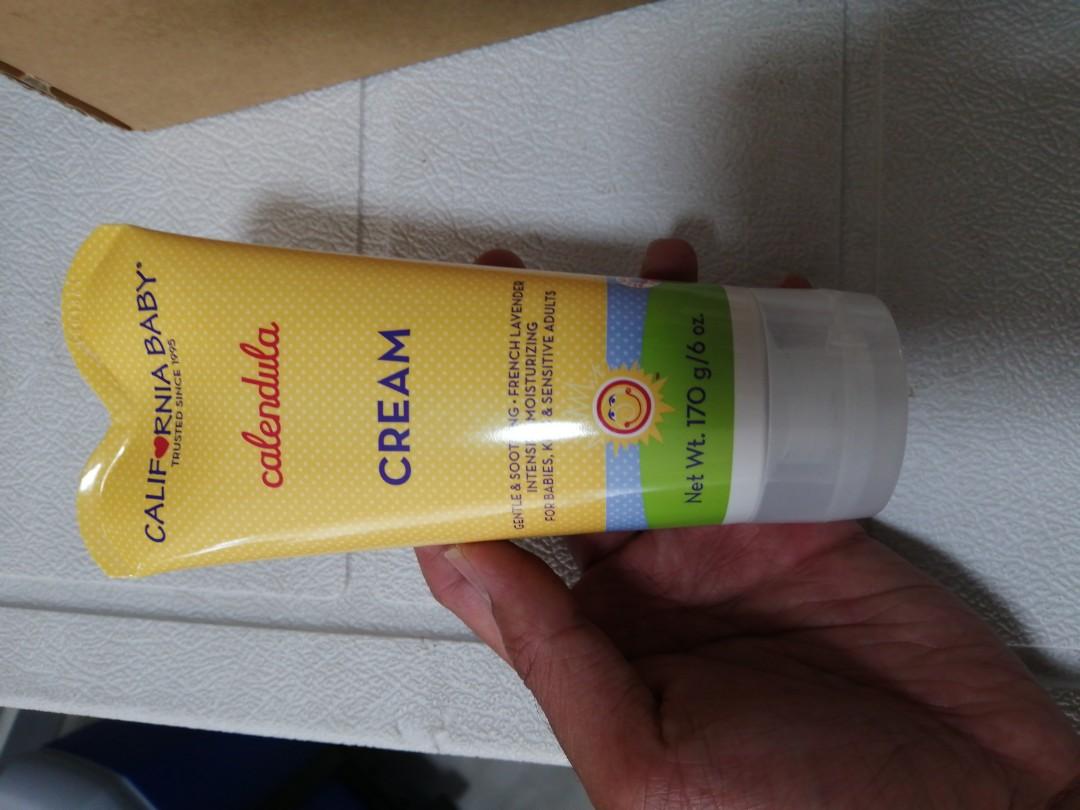 CALIFORNIA BABY®
TRUSTED SINCE 1995
calendula
CREAM
GENTLE & • FRENCH LAVENDER
MOISTURIZING
FOR BABIES, & SENSITIVE ADULTS
Net Wt. 170 g/6 oz.